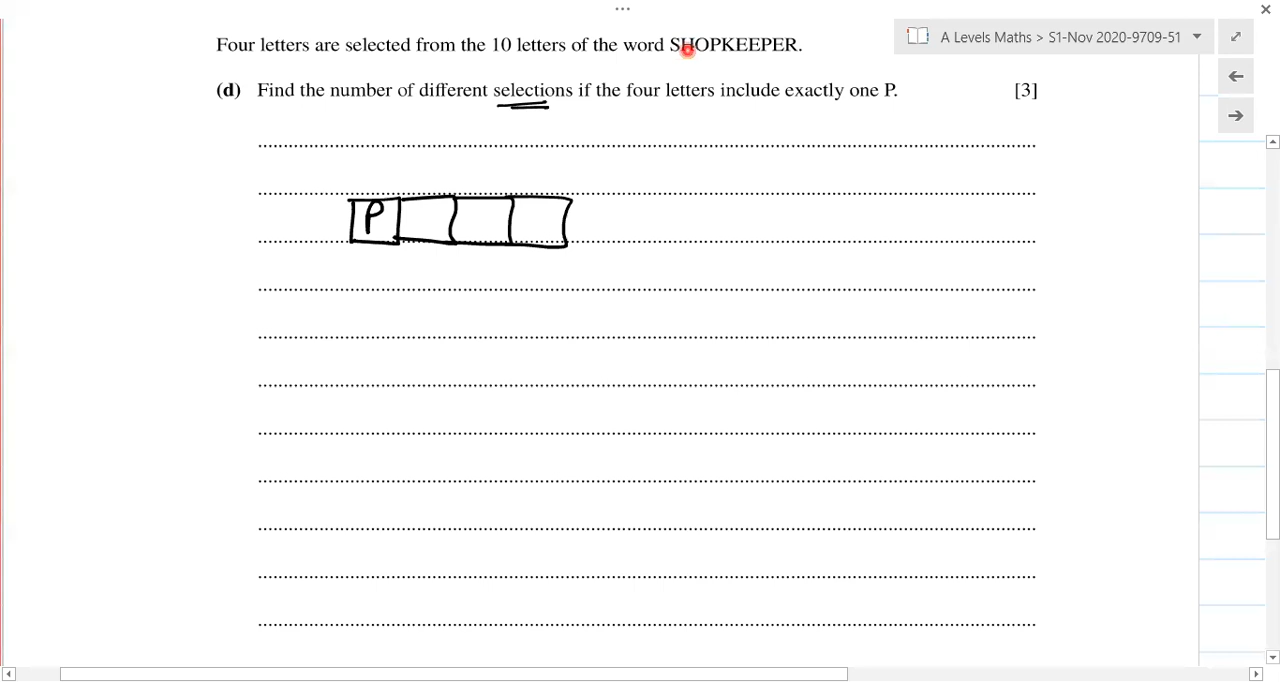 ...
A Levels Maths > S1-Nov 2020-9709-51
Four letters are selected from the 10 letters of the word SHOPKEEPER.
(d) Find the number of different selections if the four letters include exactly one P. [3]
P